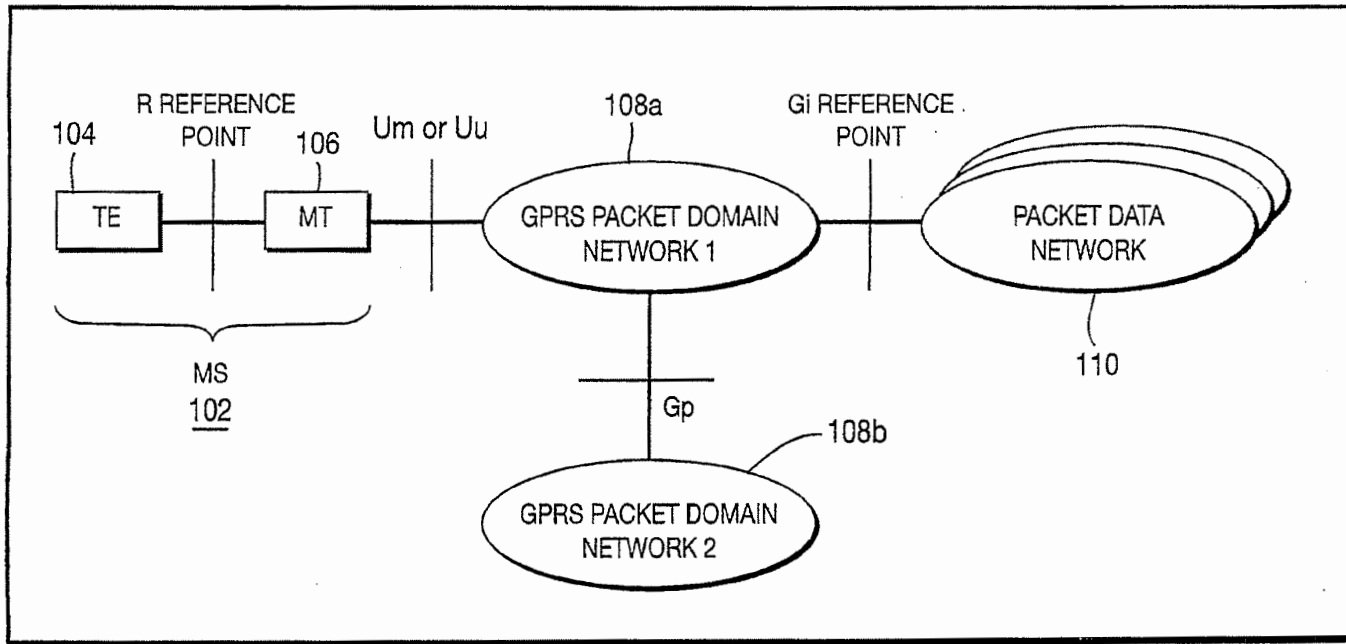 R REFERENCE
POINT
104
106
Um or Uu
108a
Gi REFERENCE
POINT
TE
MT
GPRS PACKET DOMAIN
NETWORK 1
PACKET DATA
NETWORK
MS
102
110
Gp
108b
GPRS PACKET DOMAIN
NETWORK 2